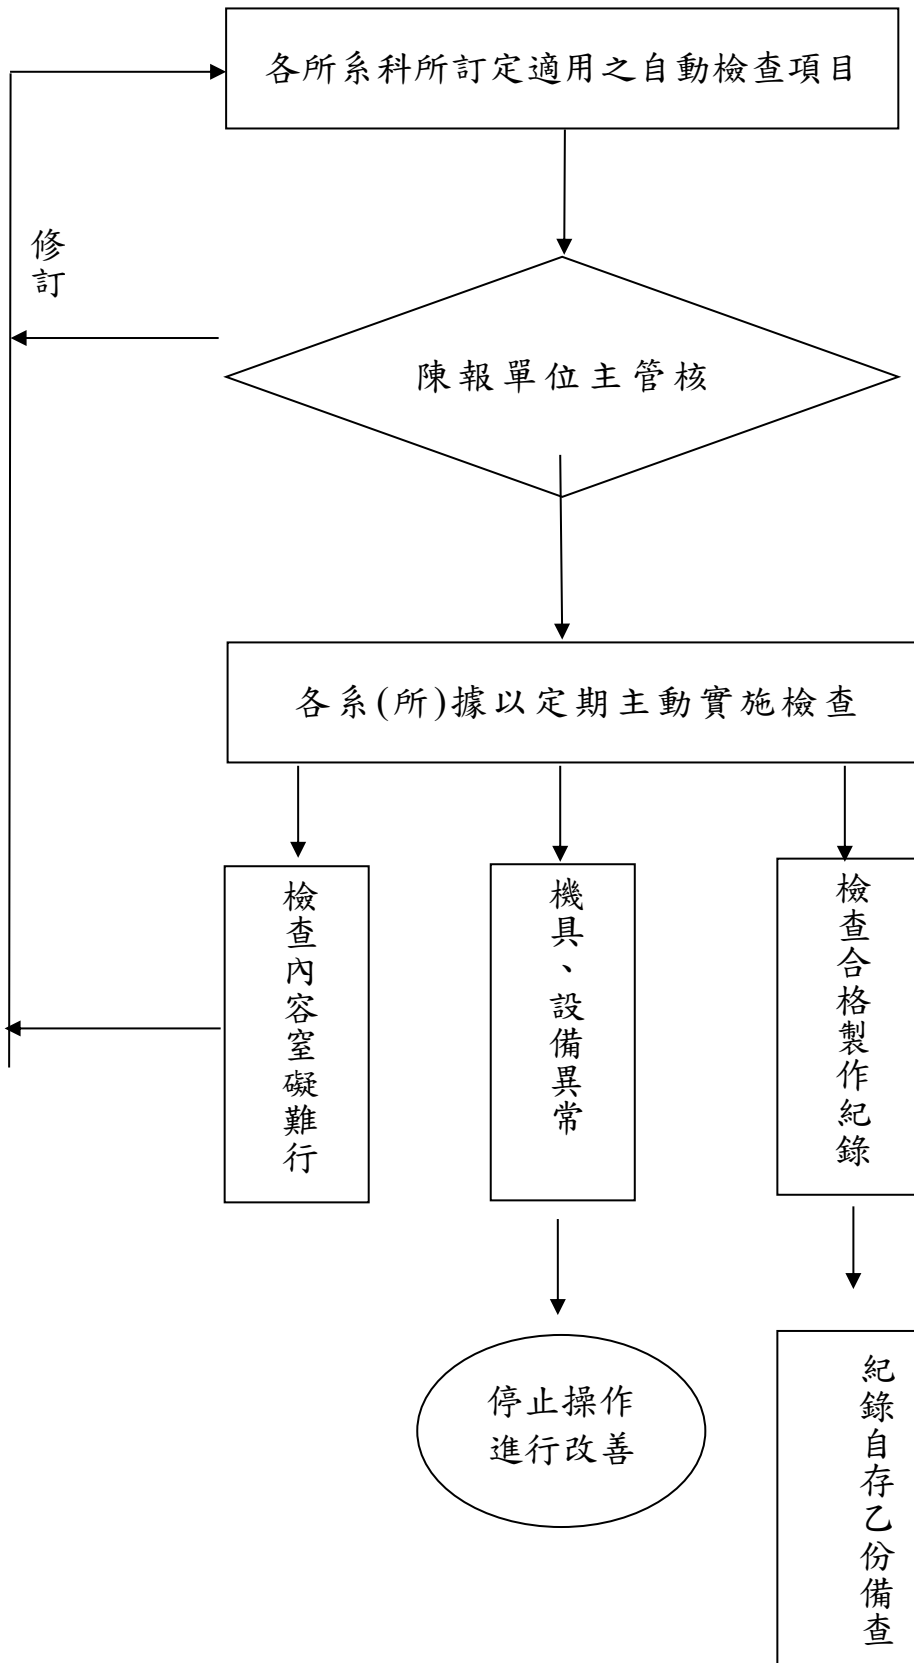 各所系科所訂定適用之自動檢查項目
修訂
陳報單位主管核
各系(所)據以定期主動實施檢查
檢查內容窒礙難行
機具、設備異常
檢查合格製作紀錄
停止操作
進行改善
紀錄自存乙份備查